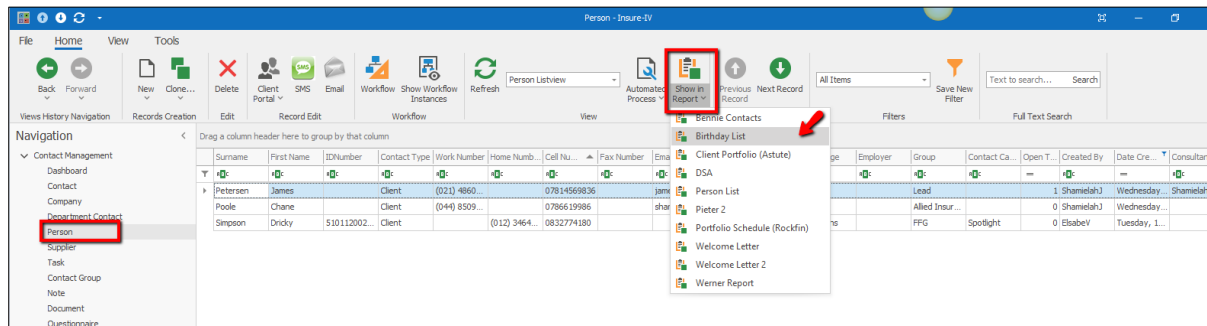 Person - Insure-IV
File Home View Tools
Back Forward New Clone... Delete Client Portal SMS Email Workflow Show Workflow Instances Refresh Person Listview Automated Process Show in Report Previous Record Next Record All Items Save New Filter Text to search... Search
Views History Navigation Records Creation Edit Record Edit Workflow View Filters Full Text Search
Navigation
Drag a column header here to group by that column
Surname First Name IDNumber Contact Type Work Number Home Numb... Cell Nu... Fax Number Employer Group Contact Ca... Open T... Created By Date Cre... Consultan
Petersen James Client (021) 4860... 07814569836 Lead 1 ShamielahJ Wednesday... Shamielah
Poole Chane Client (044) 8509... 0786619986 Allied Insur... 0 ShamielahJ Wednesday...
Simpson Dricky 510112002... Client (012) 3464... 0832774180 FFG Spotlight 0 ElsabeV Tuesday, 1...
Contact Management
Dashboard
Contact
Company
Department Contact
Person
Supplier
Task
Contact Group
Note
Document
Questionnaire
Bennie Contacts
Birthday List
Client Portfolio (Astute)
DSA
Person List
Pieter 2
Portfolio Schedule (Rockfin)
Welcome Letter
Welcome Letter 2
Werner Report